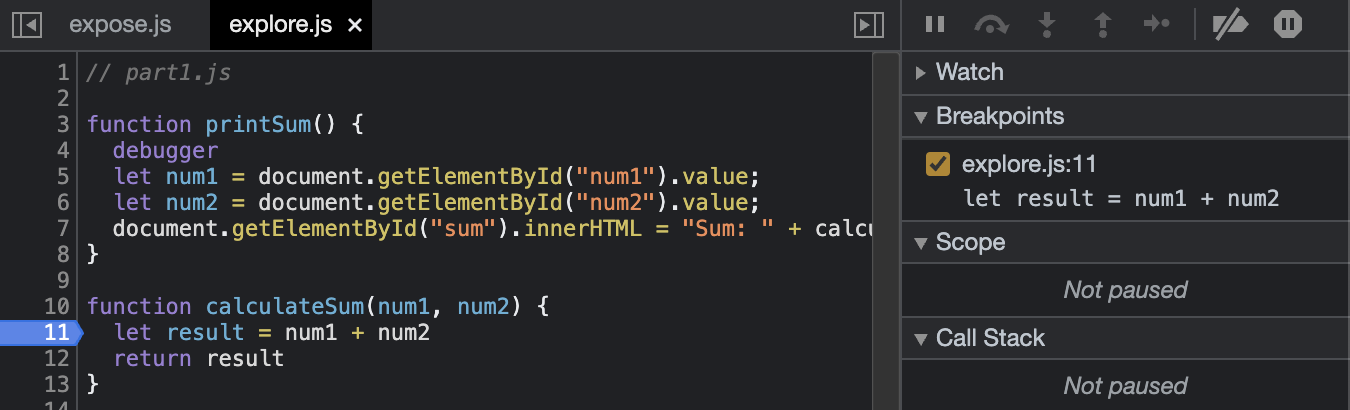 expose.js explore.js ×
1 // part1.js
2
3 function printSum() {
4 debugger
5 let num1 = document.getElementById("num1").value;
6 let num2 = document.getElementById("num2").value;
7 document.getElementById("sum").innerHTML = "Sum: " + calcu
8 }
9
10 function calculateSum(num1, num2) {
11 let result = num1 + num2
12 return result
13 }
14
Watch
Breakpoints
explore.js:11
let result = num1 + num2
Scope
Not paused
Call Stack
Not paused